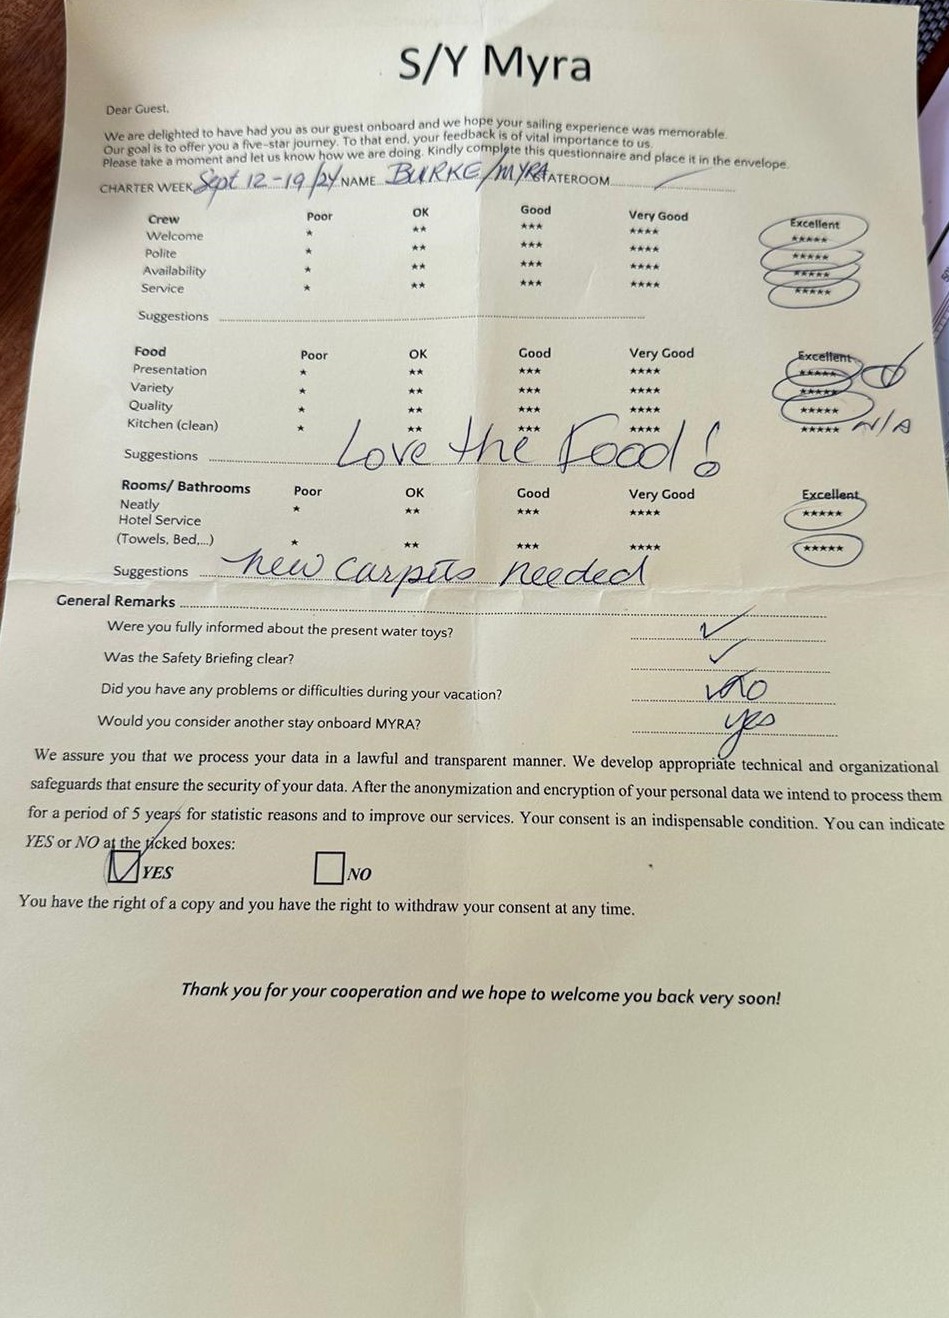 S/Y Myra
Dear Guest,
We are delighted to have had you as our guest onboard and we hope your sailing experience was memorable.
Our goal is to offer you a five-star journey. To that end, your feedback is of vital importance to us.
Please take a moment and let us know how we are doing. Kindly complete this questionnaire and place it in the envelope.
CHARTER WEEK Sept 12-19/24 NAME BURKE/MYRA STATEROOM
Crew Poor OK Good Very Good Excellent
Welcome * ** *** **** *****
Polite * ** *** **** *****
Availability * ** *** **** *****
Service * ** *** **** *****
Suggestions
Food Poor OK Good Very Good Excellent
Presentation * ** *** **** *****
Variety * ** *** **** *****
Quality * ** *** **** *****
Kitchen (clean) * ** *** **** ***** N/A
Suggestions Love the Food!
Rooms/ Bathrooms Poor OK Good Very Good Excellent
Neatly * ** *** **** *****
Hotel Service
(Towels, Bed,...) * ** *** **** *****
Suggestions new carpets needed
General Remarks
Were you fully informed about the present water toys? ✓
Was the Safety Briefing clear? ✓
Did you have any problems or difficulties during your vacation? NO
Would you consider another stay onboard MYRA? yes
We assure you that we process your data in a lawful and transparent manner. We develop appropriate technical and organizational
safeguards that ensure the security of your data. After the anonymization and encryption of your personal data we intend to process them
for a period of 5 years for statistic reasons and to improve our services. Your consent is an indispensable condition. You can indicate
YES or NO at the ticked boxes:
☑ YES ☐ NO
You have the right of a copy and you have the right to withdraw your consent at any time.
Thank you for your cooperation and we hope to welcome you back very soon!